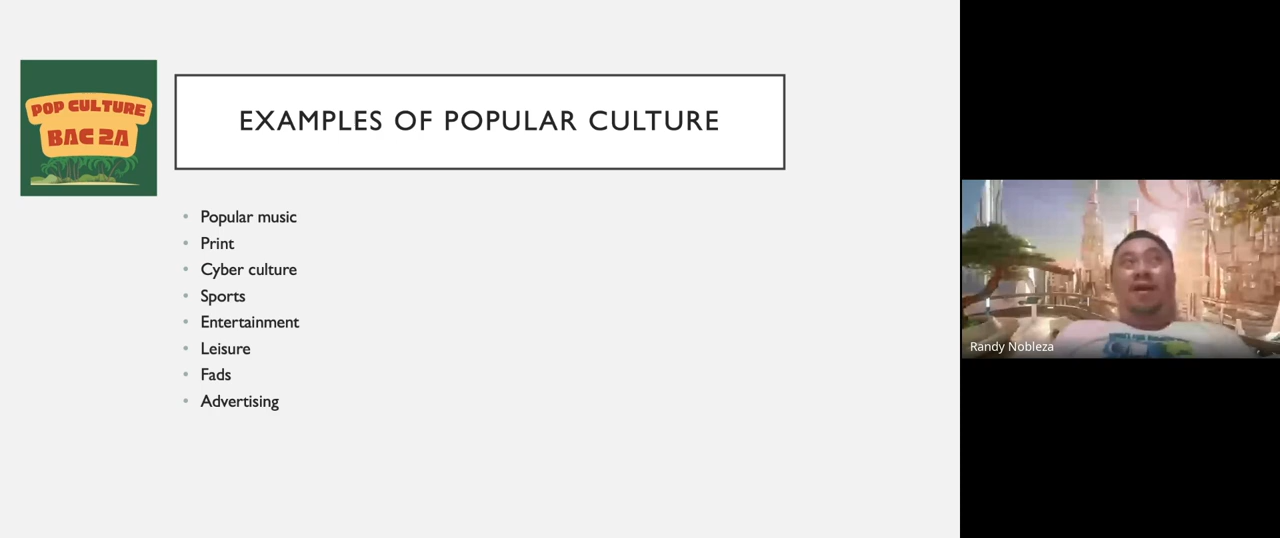 POP CULTURE
BAC 2A
EXAMPLES OF POPULAR CULTURE
Popular music
Print
Cyber culture
Sports
Entertainment
Leisure
Fads
Advertising
Randy Nobleza